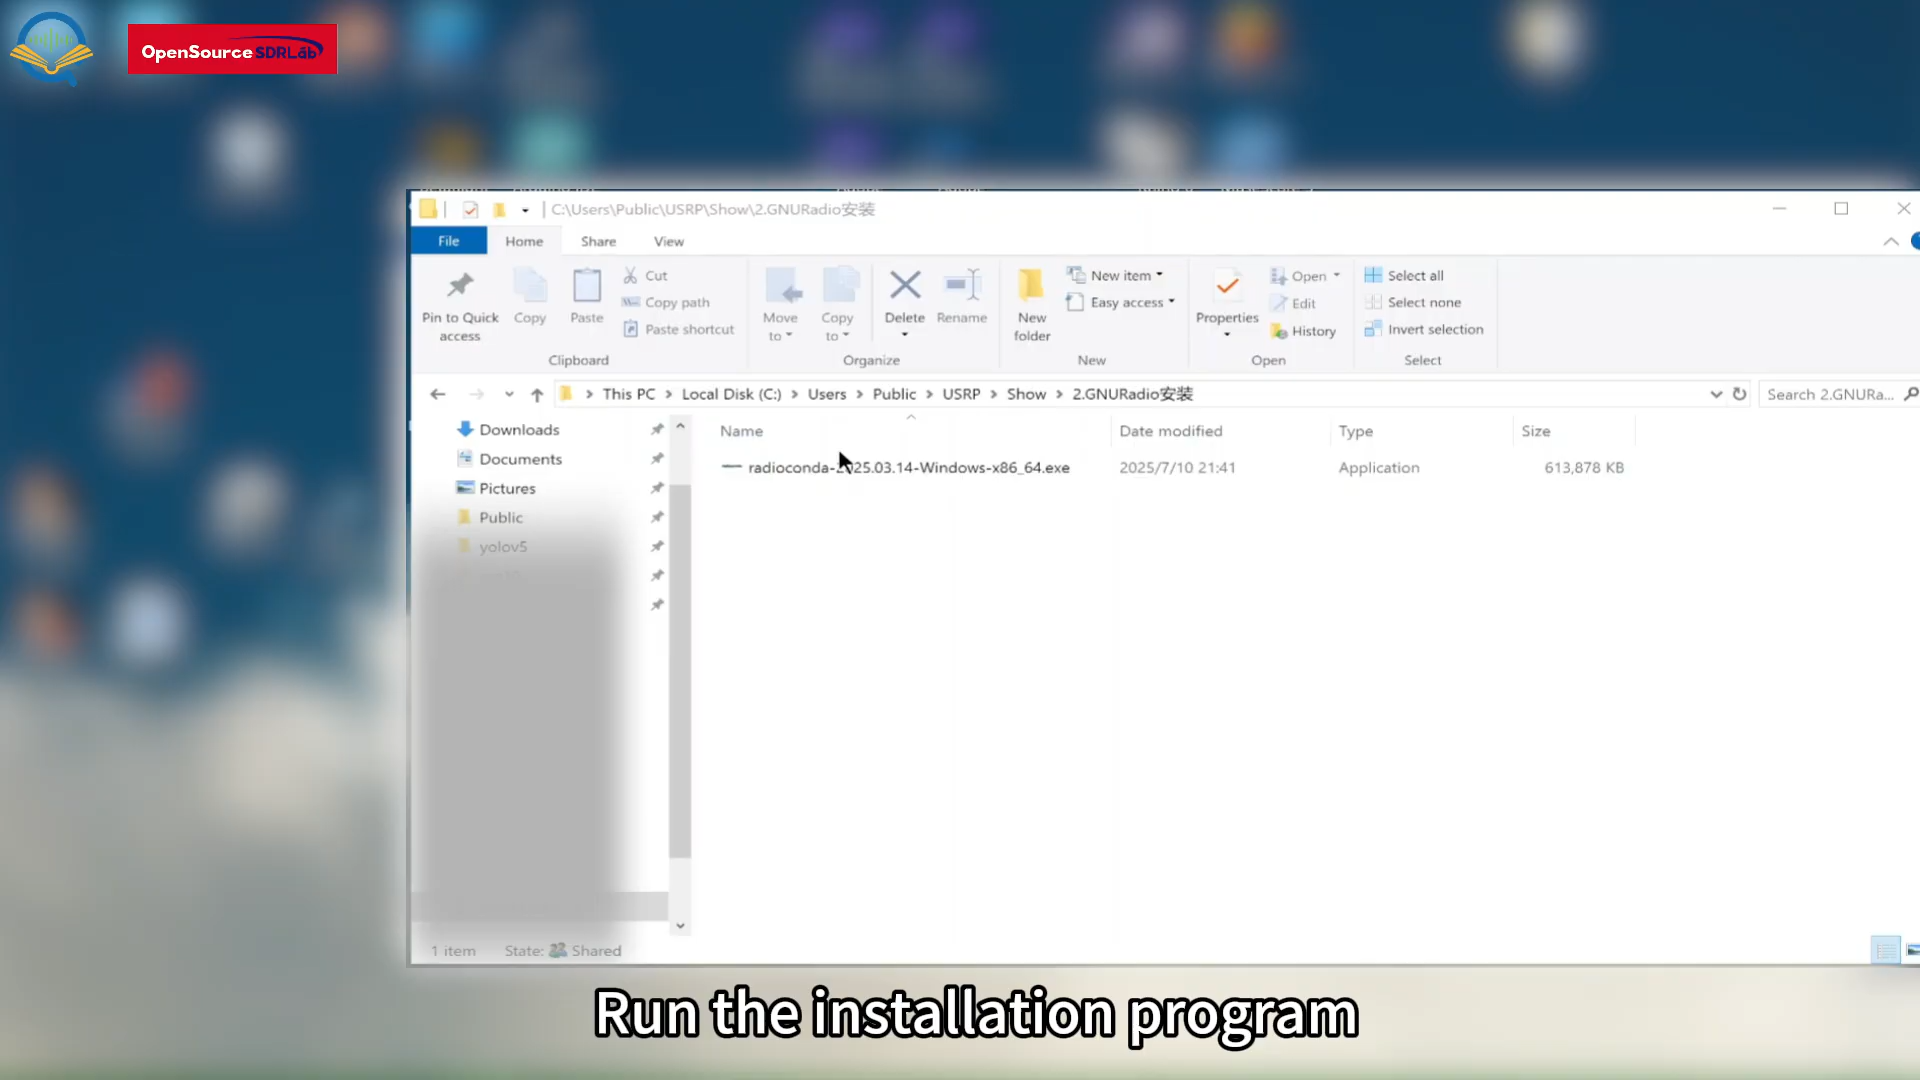 OpenSource SDRLab
C:\Users\Public\USRP\Show\2.GNURadio安装
File Home Share View
Pin to Quick access
Copy
Paste
Cut
Copy path
Paste shortcut
Clipboard
Move to
Copy to
Delete
Rename
Organize
New folder
New item
Easy access
New
Properties
Open
Edit
History
Open
Select all
Select none
Invert selection
Select
This PC > Local Disk (C:) > Users > Public > USRP > Show > 2.GNURadio安装
Search 2.GNURa...
Downloads
Documents
Pictures
Public
yolov5
Name Date modified Type Size
radioconda-2025.03.14-Windows-x86_64.exe 2025/7/10 21:41 Application 613,878 KB
1 item State: Shared
Run the installation program